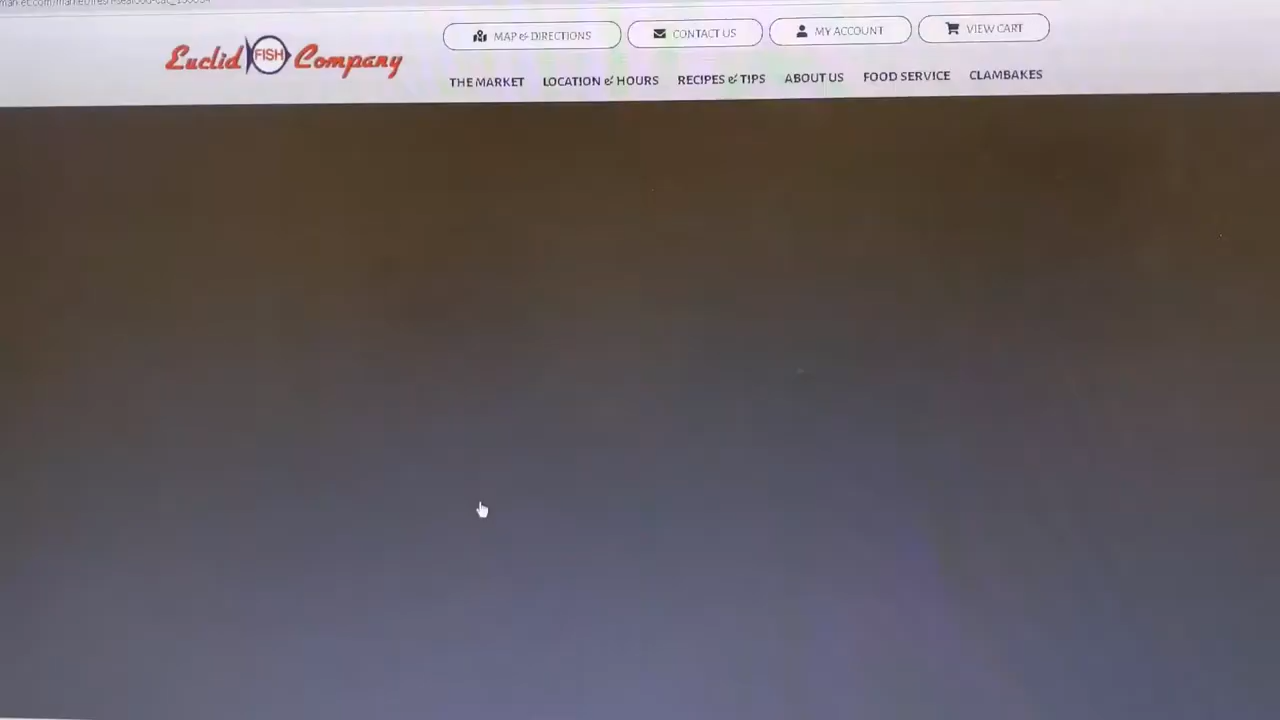 MAP & DIRECTIONS
CONTACT US
MY ACCOUNT
VIEW CART
Euclid FISH Company
THE MARKET
LOCATION & HOURS
RECIPES & TIPS
ABOUT US
FOOD SERVICE
CLAMBAKES